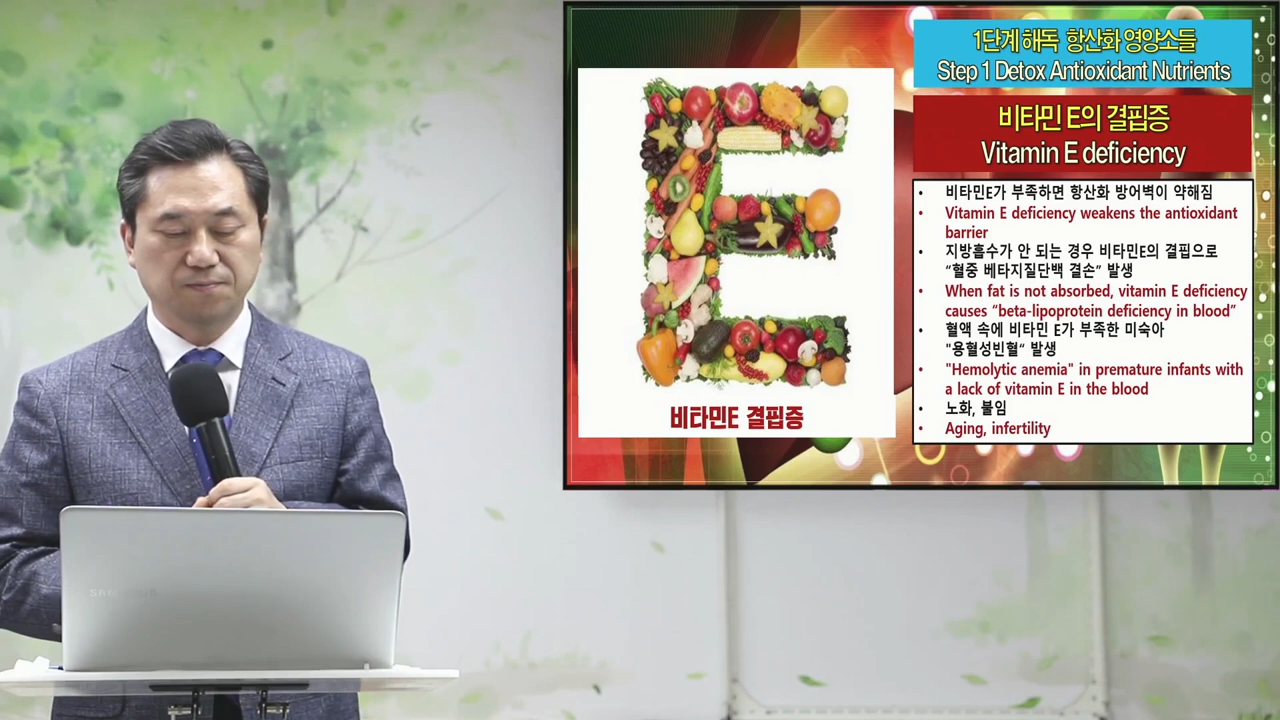 1단계 해독 항산화 영양소들
Step 1 Detox Antioxidant Nutrients
비타민 E의 결핍증
Vitamin E deficiency
• 비타민E가 부족하면 항산화 방어벽이 약해짐
• Vitamin E deficiency weakens the antioxidant
barrier
• 지방흡수가 안 되는 경우 비타민E의 결핍으로
“혈중 베타지질단백 결손” 발생
• When fat is not absorbed, vitamin E deficiency
causes “beta-lipoprotein deficiency in blood”
• 혈액 속에 비타민 E가 부족한 미숙아
"용혈성빈혈“ 발생
• "Hemolytic anemia" in premature infants with
a lack of vitamin E in the blood
• 노화, 불임
• Aging, infertility
비타민E 결핍증
SAMSUNG